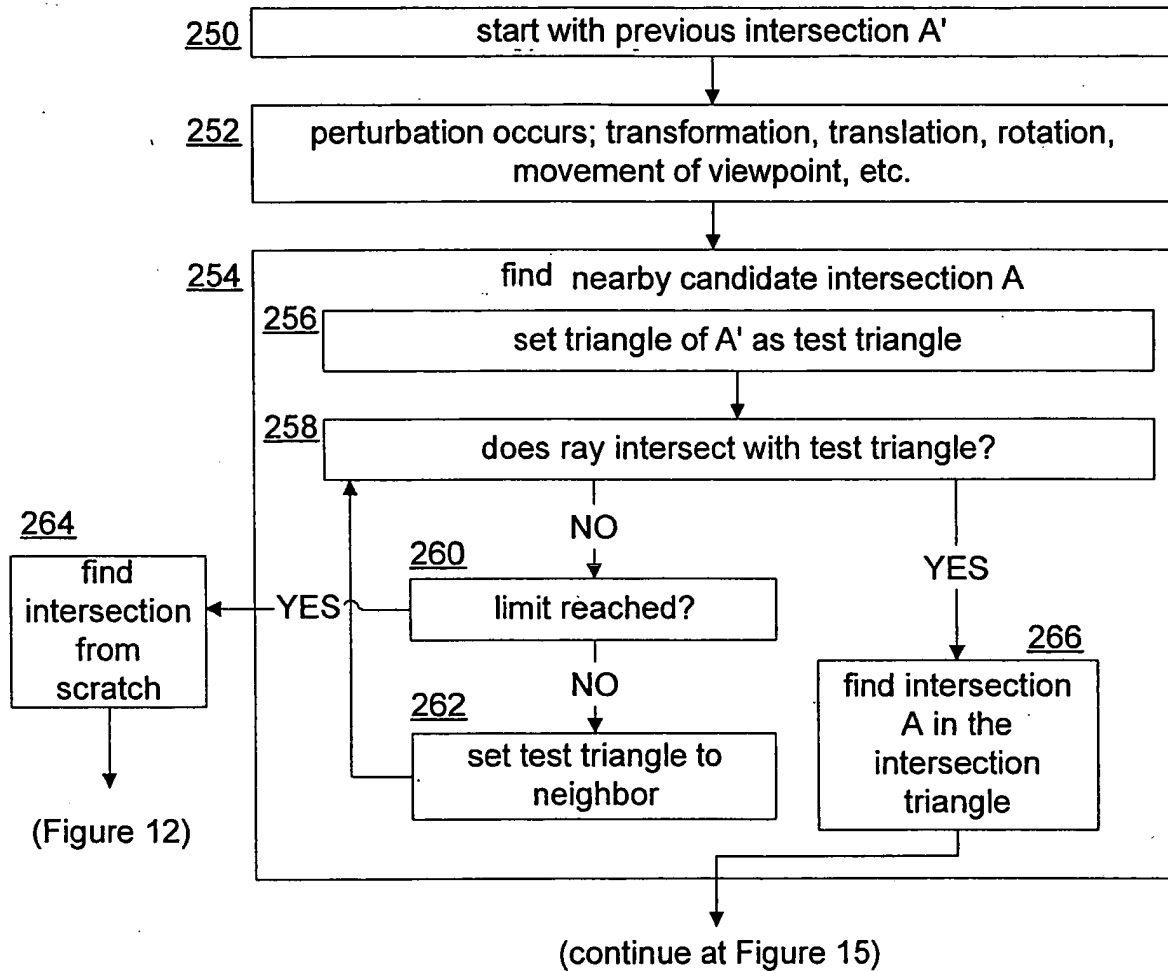 250
start with previous intersection A'
252
perturbation occurs; transformation, translation, rotation,
movement of viewpoint, etc.
254
find nearby candidate intersection A
256
set triangle of A' as test triangle
258
does ray intersect with test triangle?
NO
YES
264
find
intersection
from
scratch
YES
260
limit reached?
NO
262
set test triangle to
neighbor
266
find intersection
A in the
intersection
triangle
(Figure 12)
(continue at Figure 15)